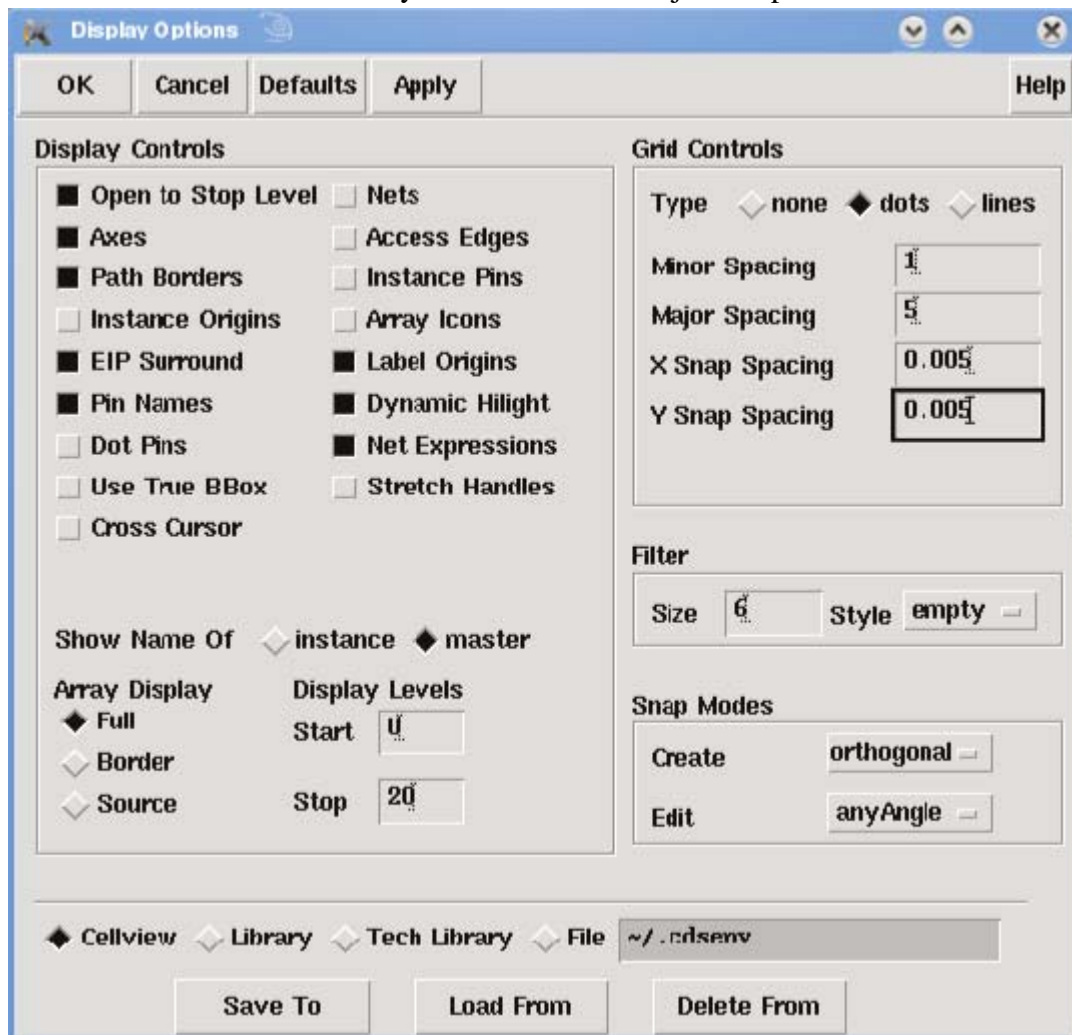 Display Options
OK Cancel Defaults Apply Help
Display Controls
Open to Stop Level Nets
Axes Access Edges
Path Borders Instance Pins
Instance Origins Array Icons
EIP Surround Label Origins
Pin Names Dynamic Hilight
Dot Pins Net Expressions
Use True BBox Stretch Handles
Cross Cursor
Show Name Of instance master
Array Display Display Levels
Full Start 0
Border
Source Stop 20
Grid Controls
Type none dots lines
Minor Spacing 1
Major Spacing 5
X Snap Spacing 0.005
Y Snap Spacing 0.005
Filter
Size 6 Style empty
Snap Modes
Create orthogonal
Edit anyAngle
Cellview Library Tech Library File ~/.cdsenv
Save To Load From Delete From